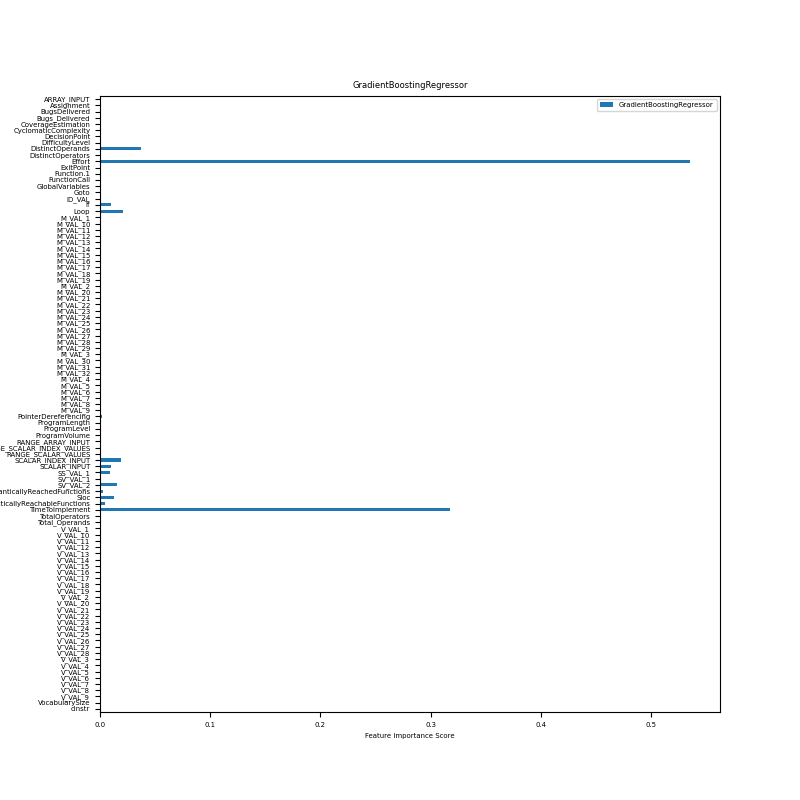 GradientBoostingRegressor
GradientBoostingRegressor
ARRAY_INPUT
Assignment
BugsDelivered
Bugs_Delivered
CoverageEstimation
CyclomaticComplexity
DecisionPoint
DifficultyLevel
DistinctOperands
DistinctOperators
Effort
ExitPoint
Function.1
FunctionCall
GlobalVariables
Goto
ID_VAL
If
Loop
M_VAL_1
M_VAL_10
M_VAL_11
M_VAL_12
M_VAL_13
M_VAL_14
M_VAL_15
M_VAL_16
M_VAL_17
M_VAL_18
M_VAL_19
M_VAL_2
M_VAL_20
M_VAL_21
M_VAL_22
M_VAL_23
M_VAL_24
M_VAL_25
M_VAL_26
M_VAL_27
M_VAL_28
M_VAL_29
M_VAL_3
M_VAL_30
M_VAL_31
M_VAL_32
M_VAL_4
M_VAL_5
M_VAL_6
M_VAL_7
M_VAL_8
M_VAL_9
PointerDereferencing
ProgramLength
ProgramLevel
ProgramVolume
RANGE_ARRAY_INPUT
E_SCALAR_INDEX_VALUES
RANGE_SCALAR_VALUES
SCALAR_INDEX_INPUT
SCALAR_INPUT
SS_VAL_1
SV_VAL_1
SV_VAL_2
anticallyReachedFunctions
Sloc
ticallyReachableFunctions
TimeToImplement
TotalOperators
Total_Operands
V_VAL_1
V_VAL_10
V_VAL_11
V_VAL_12
V_VAL_13
V_VAL_14
V_VAL_15
V_VAL_16
V_VAL_17
V_VAL_18
V_VAL_19
V_VAL_2
V_VAL_20
V_VAL_21
V_VAL_22
V_VAL_23
V_VAL_24
V_VAL_25
V_VAL_26
V_VAL_27
V_VAL_28
V_VAL_3
V_VAL_4
V_VAL_5
V_VAL_6
V_VAL_7
V_VAL_8
V_VAL_9
VocabularySize
cinstr
0.0 0.1 0.2 0.3 0.4 0.5
Feature Importance Score